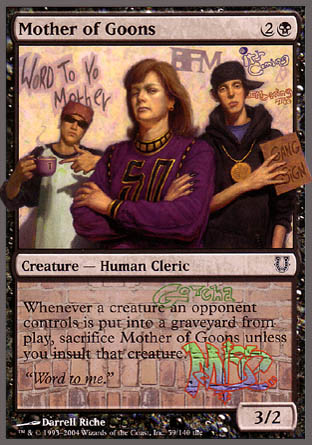 Mother of Goons 2
WORD TO YO
MOTHER
BFM
50
GANG
SIGN
Creature — Human Cleric
Gotcha
Whenever a creature an opponent
controls is put into a graveyard from
play, sacrifice Mother of Goons unless
you insult that creature.
"Word to me."
Darrell Riche
™ & © 1993–2004 Wizards of the Coast, Inc. 59/140
3/2